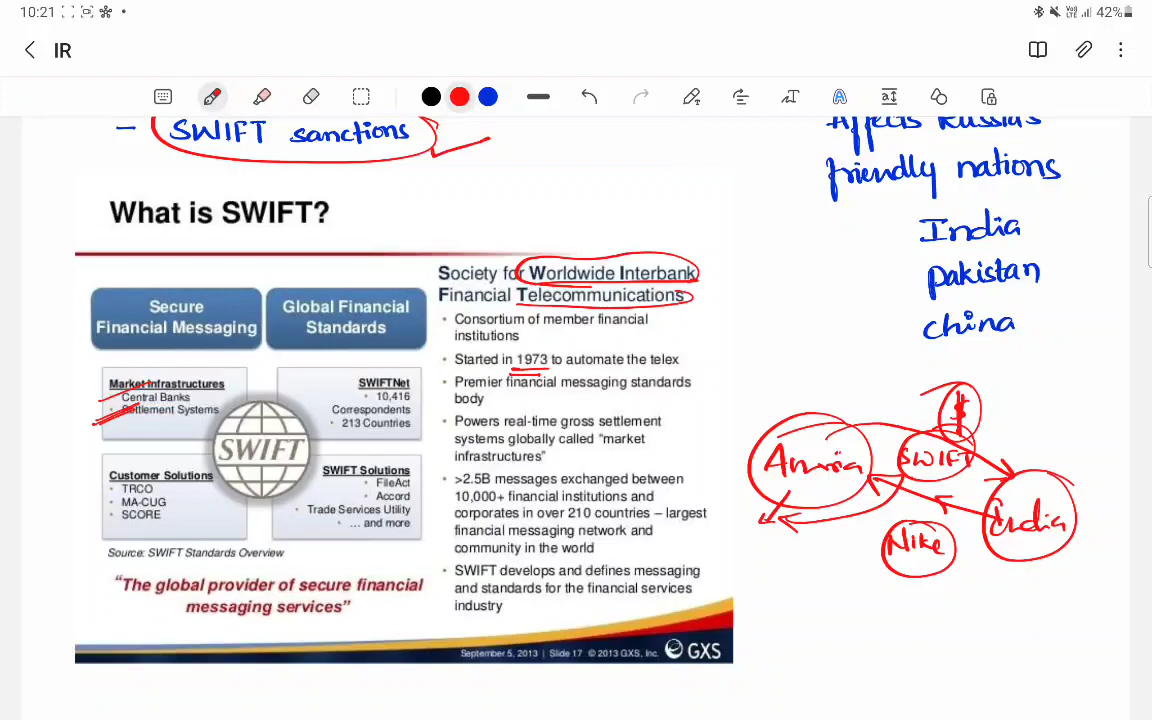 10:21
42%
IR
- SWIFT sanctions
Affects Russia's
friendly nations
India
Pakistan
China
What is SWIFT?
Secure
Financial Messaging
Global Financial
Standards
Market Infrastructures
• Central Banks
• Settlement Systems
SWIFTNet
• 10,416
Correspondents
• 213 Countries
SWIFT
Customer Solutions
• TRCO
• MA-CUG
• SCORE
SWIFT Solutions
• FileAct
• Accord
• Trade Services Utility
• ... and more
Source: SWIFT Standards Overview
“The global provider of secure financial
messaging services”
Society for Worldwide Interbank
Financial Telecommunications
• Consortium of member financial
institutions
• Started in 1973 to automate the telex
• Premier financial messaging standards
body
• Powers real-time gross settlement
systems globally called “market
infrastructures”
• >2.5B messages exchanged between
10,000+ financial institutions and
corporates in over 210 countries – largest
financial messaging network and
community in the world
• SWIFT develops and defines messaging
and standards for the financial services
industry
September 5, 2013 | Slide 17 © 2013 GXS, Inc.
GXS
$
SWIFT
India
Nike